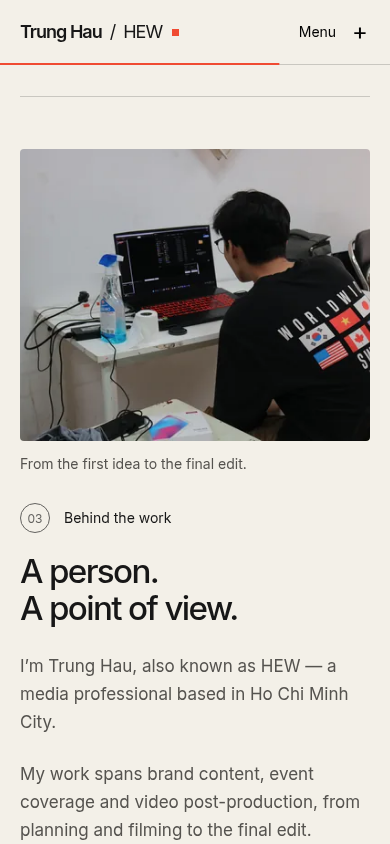 Trung Hau / HEW
Menu +
WORLDWI
From the first idea to the final edit.
03 Behind the work
A person.
A point of view.
I’m Trung Hau, also known as HEW — a
media professional based in Ho Chi Minh
City.
My work spans brand content, event
coverage and video post-production, from
planning and filming to the final edit.